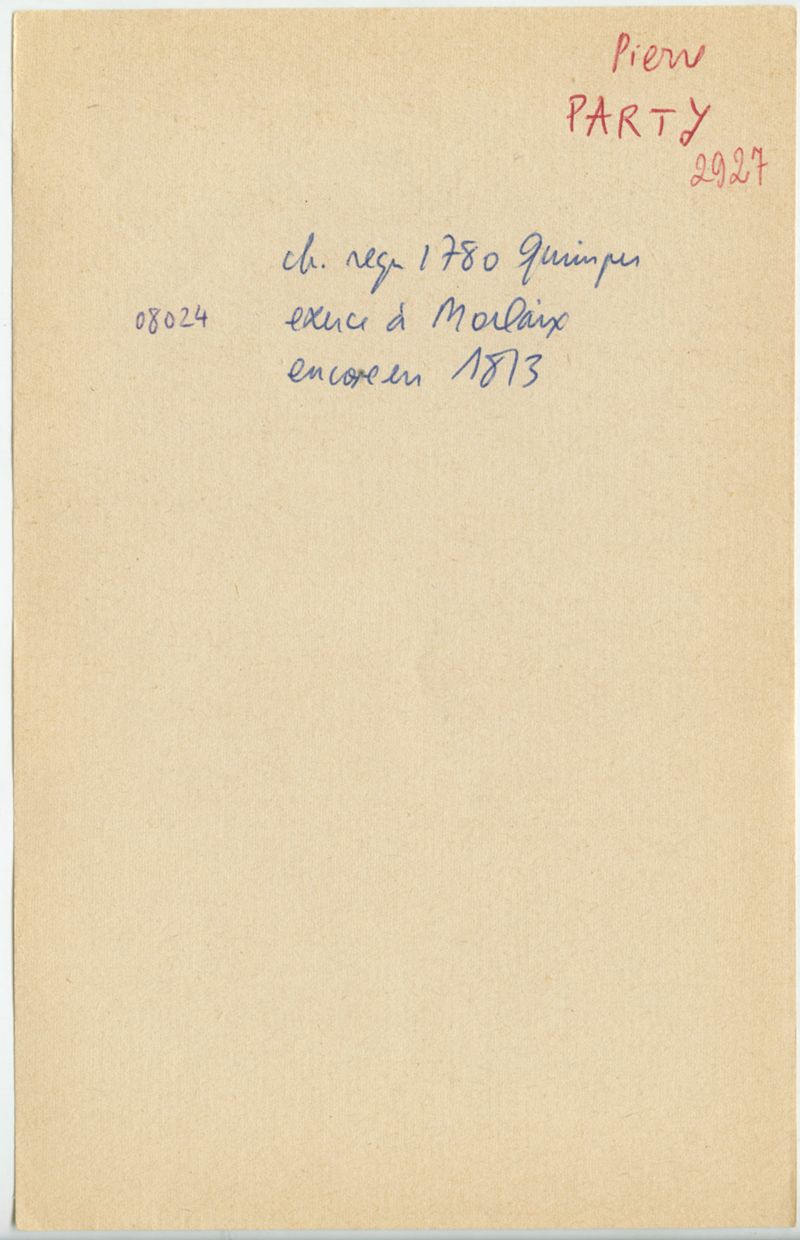 Pierre
PARTY
2927
ch. reçu 1780 Quimper
08024 exerce à Morlaix
encore en 1813